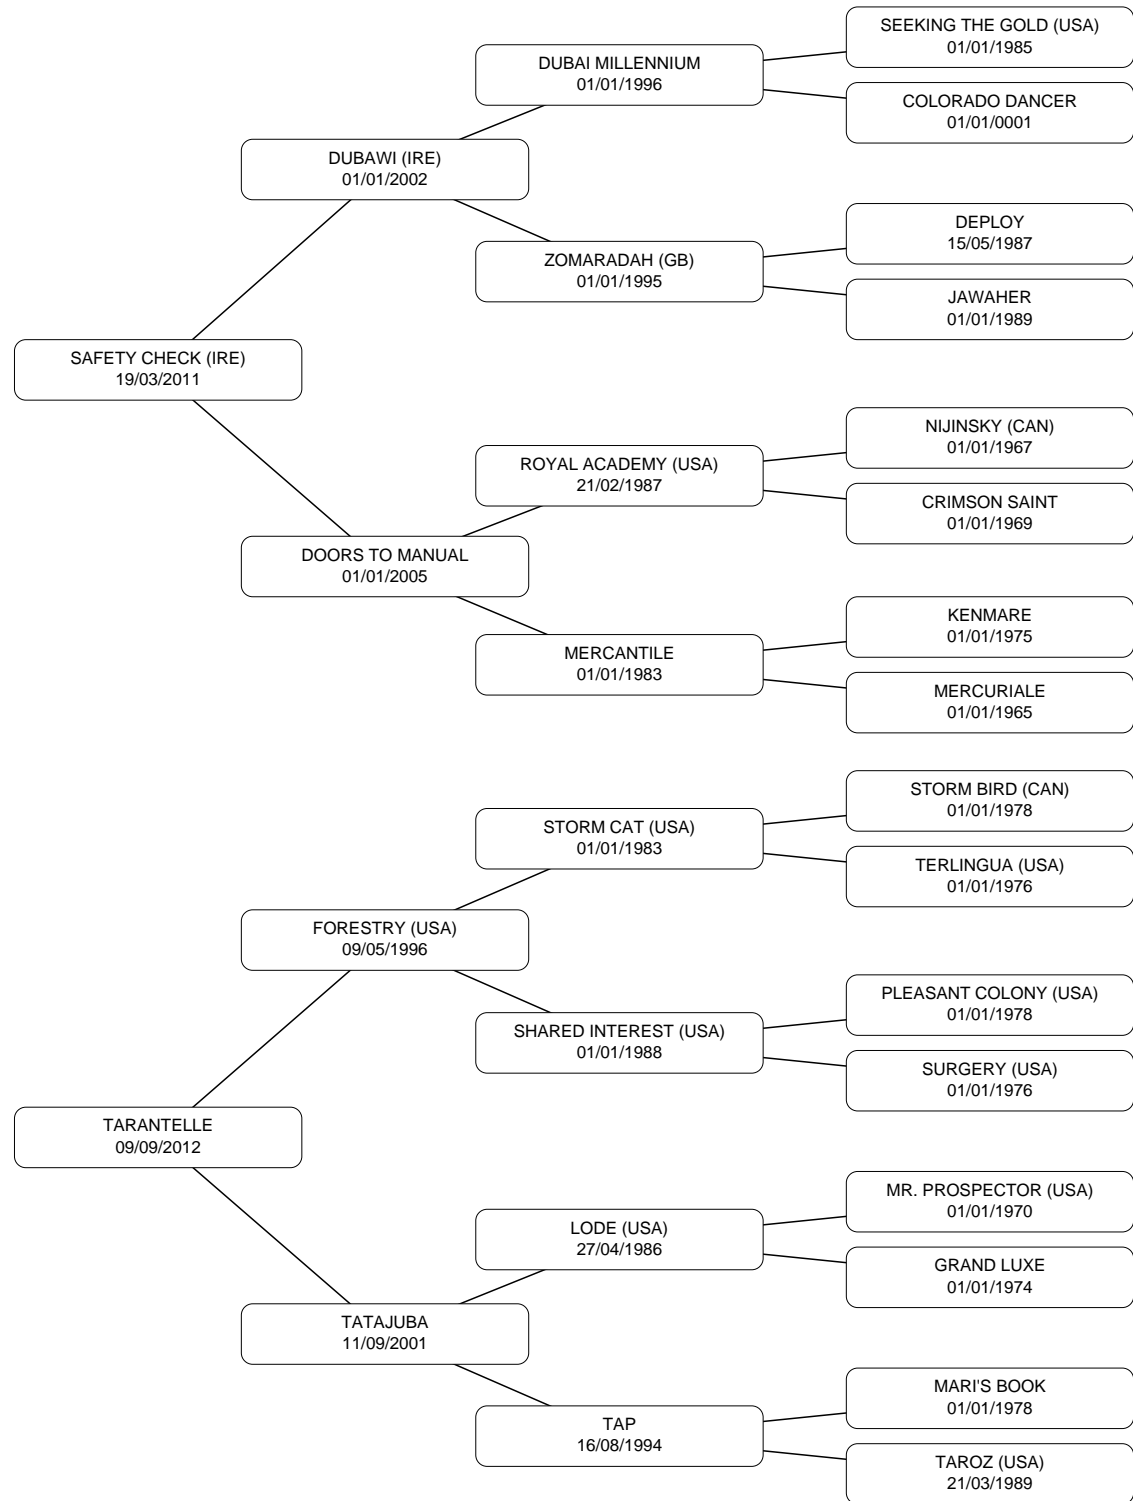 SEEKING THE GOLD (USA)
01/01/1985
DUBAI MILLENNIUM
01/01/1996
COLORADO DANCER
01/01/0001
DUBAWI (IRE)
01/01/2002
DEPLOY
15/05/1987
ZOMARADAH (GB)
01/01/1995
JAWAHER
01/01/1989
SAFETY CHECK (IRE)
19/03/2011
NIJINSKY (CAN)
01/01/1967
ROYAL ACADEMY (USA)
21/02/1987
CRIMSON SAINT
01/01/1969
DOORS TO MANUAL
01/01/2005
KENMARE
01/01/1975
MERCANTILE
01/01/1983
MERCURIALE
01/01/1965
STORM BIRD (CAN)
01/01/1978
STORM CAT (USA)
01/01/1983
TERLINGUA (USA)
01/01/1976
FORESTRY (USA)
09/05/1996
PLEASANT COLONY (USA)
01/01/1978
SHARED INTEREST (USA)
01/01/1988
SURGERY (USA)
01/01/1976
TARANTELLE
09/09/2012
MR. PROSPECTOR (USA)
01/01/1970
LODE (USA)
27/04/1986
GRAND LUXE
01/01/1974
TATAJUBA
11/09/2001
MARI'S BOOK
01/01/1978
TAP
16/08/1994
TAROZ (USA)
21/03/1989